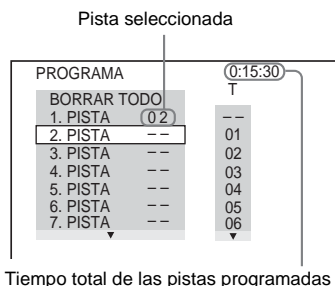 Pista seleccionada
PROGRAMA 0:15:30
T
BORRAR TODO
1. PISTA 0 2 – –
2. PISTA – – 01
3. PISTA – – 02
4. PISTA – – 03
5. PISTA – – 04
6. PISTA – – 05
7. PISTA – – 06
Tiempo total de las pistas programadas